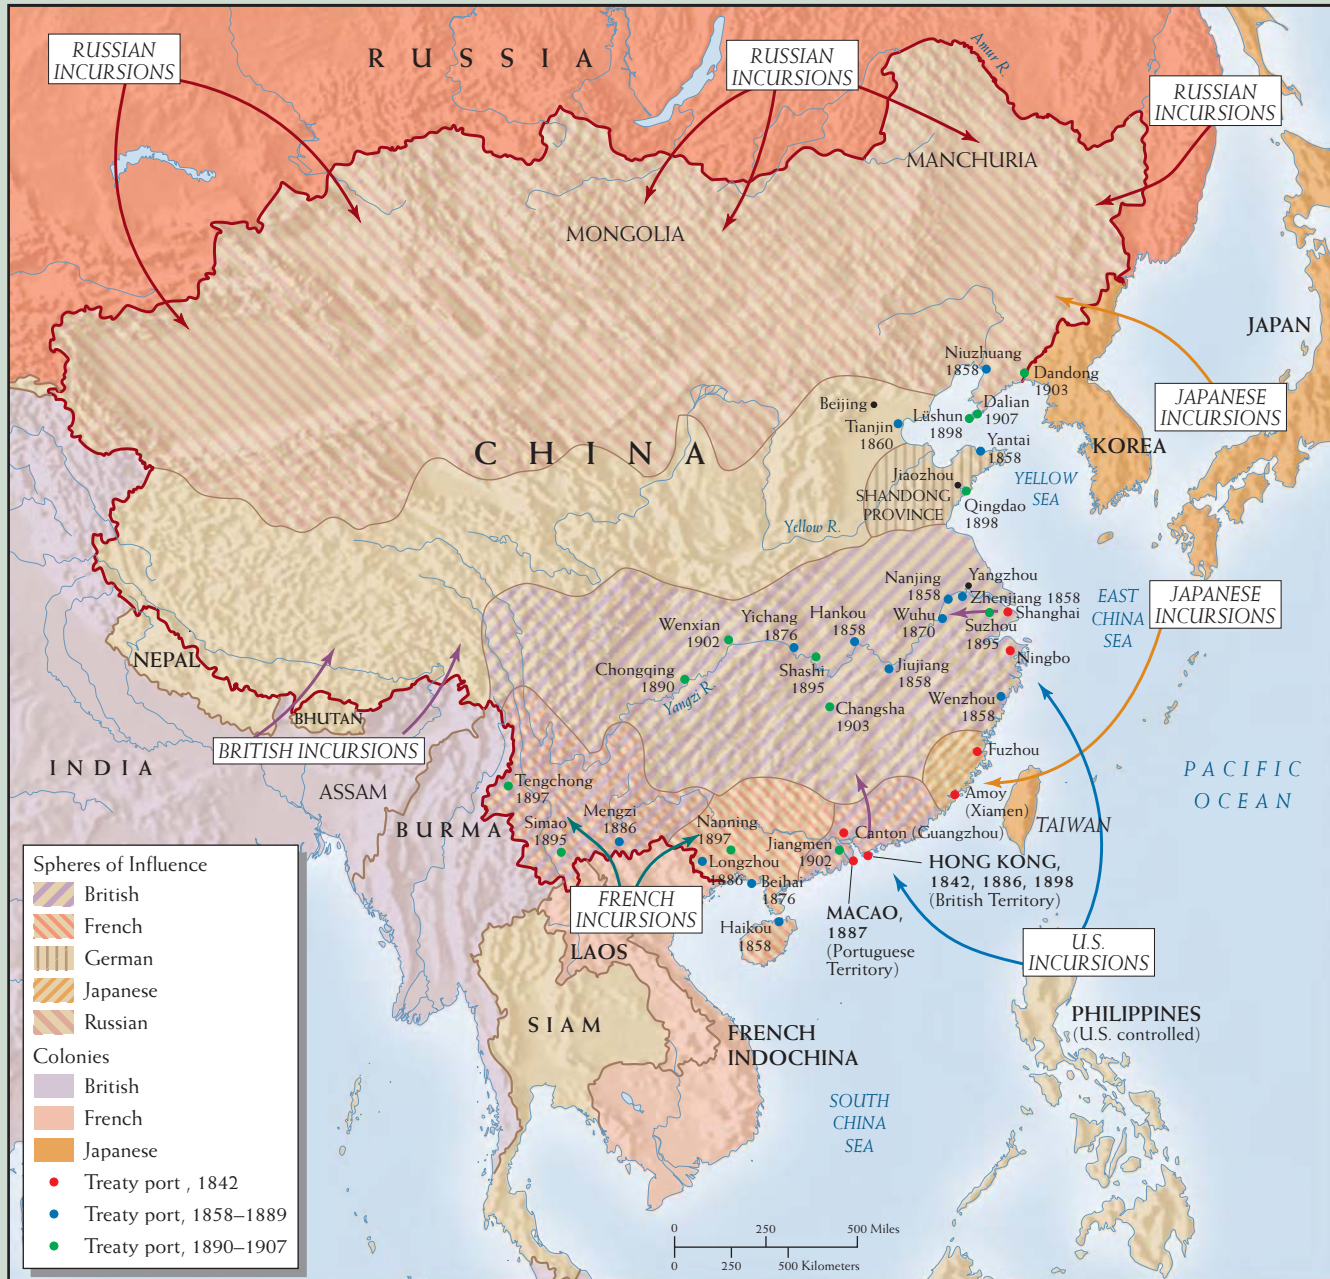 RUSSIAN
INCURSIONS
RUSSIA
RUSSIAN
INCURSIONS
Amur R.
RUSSIAN
INCURSIONS
MANCHURIA
MONGOLIA
JAPAN
Niuzhuang
1858
Dandong
1903
Beijing
Lüshun
1898
Dalian
1907
JAPANESE
INCURSIONS
Tianjin
1860
CHINA
Yantai
1858
KOREA
Jiaozhou
SHANDONG
PROVINCE
YELLOW
SEA
Qingdao
1898
Yellow R.
Nanjing
1858
Yangzhou
Zhenjiang 1858
EAST
CHINA
SEA
JAPANESE
INCURSIONS
Wenxian
1902
Yichang
1876
Hankou
1858
Wuhu
1870
Shanghai
Suzhou
1895
NEPAL
Chongqing
1890
Shashi
1895
Jiujiang
1858
Ningbo
Yangzi R.
Changsha
1903
Wenzhou
1858
BHUTAN
BRITISH INCURSIONS
Fuzhou
INDIA
ASSAM
Tengchong
1897
PACIFIC
OCEAN
Amoy
(Xiamen)
TAIWAN
BURMA
Simao
1895
Mengzi
1886
Nanning
1897
Jiangmen
1902
Canton (Guangzhou)
Longzhou
1886
Beihai
1876
HONG KONG,
1842, 1886, 1898
(British Territory)
FRENCH
INCURSIONS
MACAO,
1887
(Portuguese
Territory)
Haikou
1858
LAOS
U.S.
INCURSIONS
SIAM
FRENCH
INDOCHINA
PHILIPPINES
(U.S. controlled)
SOUTH
CHINA
SEA
Spheres of Influence
British
French
German
Japanese
Russian
Colonies
British
French
Japanese
Treaty port , 1842
Treaty port, 1858–1889
Treaty port, 1890–1907
0 250 500 Miles
0 250 500 Kilometers